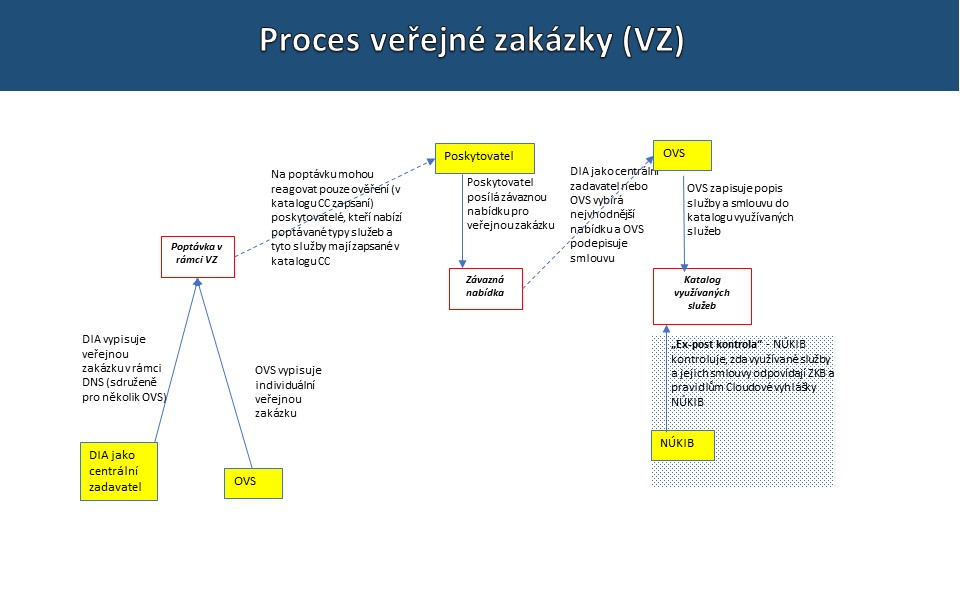 Proces veřejné zakázky (VZ)
Poskytovatel
OVS
Na poptávku mohou
reagovat pouze ověření (v
katalogu CC zapsaní)
poskytovatelé, kteří nabízí
poptávané typy služeb a
tyto služby mají zapsané v
katalogu CC
Poskytovatel
posílá závaznou
nabídku pro
veřejnou zakázku
DIA jako centrální
zadavatel nebo
OVS vybírá
nejvhodnější
nabídku a OVS
podepisuje
smlouvu
OVS zapisuje popis
služby a smlouvu do
katalogu využívaných
služeb
Poptávka v
rámci VZ
Závazná
nabídka
Katalog
využívaných
služeb
DIA vypisuje
veřejnou
zakázku v rámci
DNS (sdruženě
pro několik OVS)
OVS vypisuje
individuální
veřejnou
zakázku
„Ex-post kontrola“ - NÚKIB
kontroluje, zda využívané služby
a jejich smlouvy odpovídají ZKB a
pravidlům Cloudové vyhlášky
NÚKIB
DIA jako
centrální
zadavatel
OVS
NÚKIB